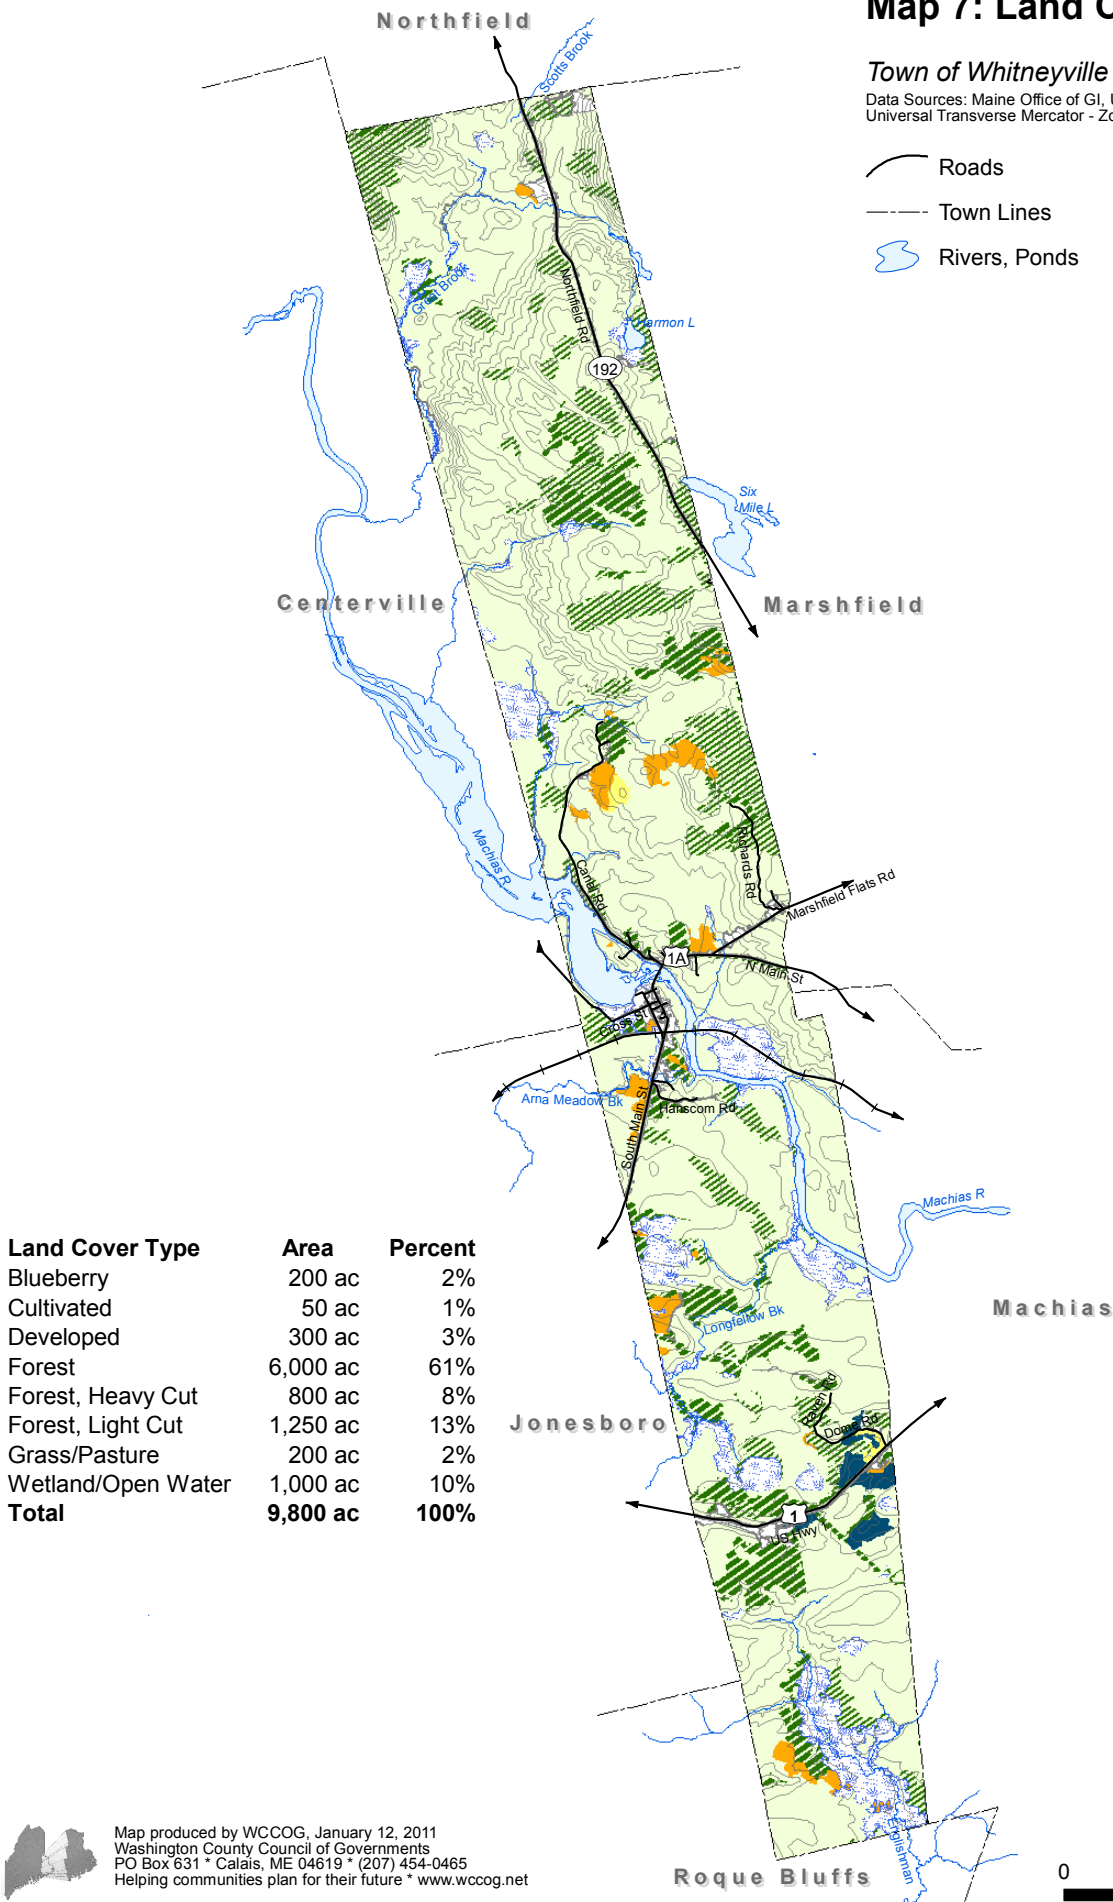 Northfield
Map 7: Land C
Town of Whitneyville
Data Sources: Maine Office of GI, U
Universal Transverse Mercator - Zo
Roads
Town Lines
Rivers, Ponds
Scotts Brook
Great Brook
Northfield Rd
Harmon L
192
Six
Mile L
Centerville
Marshfield
Machias R
Canal Rd
Richards Rd
Marshfield Flats Rd
1A
N Main St
Cross St
Arna Meadow Bk
Hanscom Rd
South Main St
Machias R
Machias
Longfellow Bk
Jonesboro
Raven Rd
Dome Rd
1
US Hwy
Land Cover Type Area Percent
Blueberry 200 ac 2%
Cultivated 50 ac 1%
Developed 300 ac 3%
Forest 6,000 ac 61%
Forest, Heavy Cut 800 ac 8%
Forest, Light Cut 1,250 ac 13%
Grass/Pasture 200 ac 2%
Wetland/Open Water 1,000 ac 10%
Total 9,800 ac 100%
Englishman
Roque Bluffs
0
Map produced by WCCOG, January 12, 2011
Washington County Council of Governments
PO Box 631 * Calais, ME 04619 * (207) 454-0465
Helping communities plan for their future * www.wccog.net